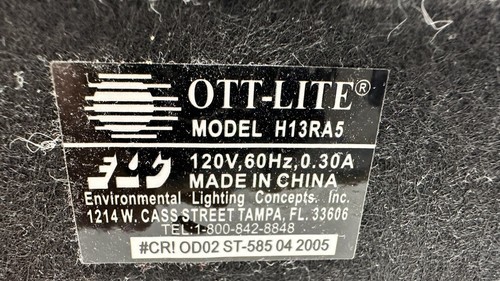 OTT-LITE®
MODEL H13RA5
120V,60Hz,0.30A
MADE IN CHINA
Environmental Lighting Concepts. Inc.
1214 W. CASS STREET TAMPA, FL. 33606
TEL:1-800-842-8848
#CR! OD02 ST-585 04 2005